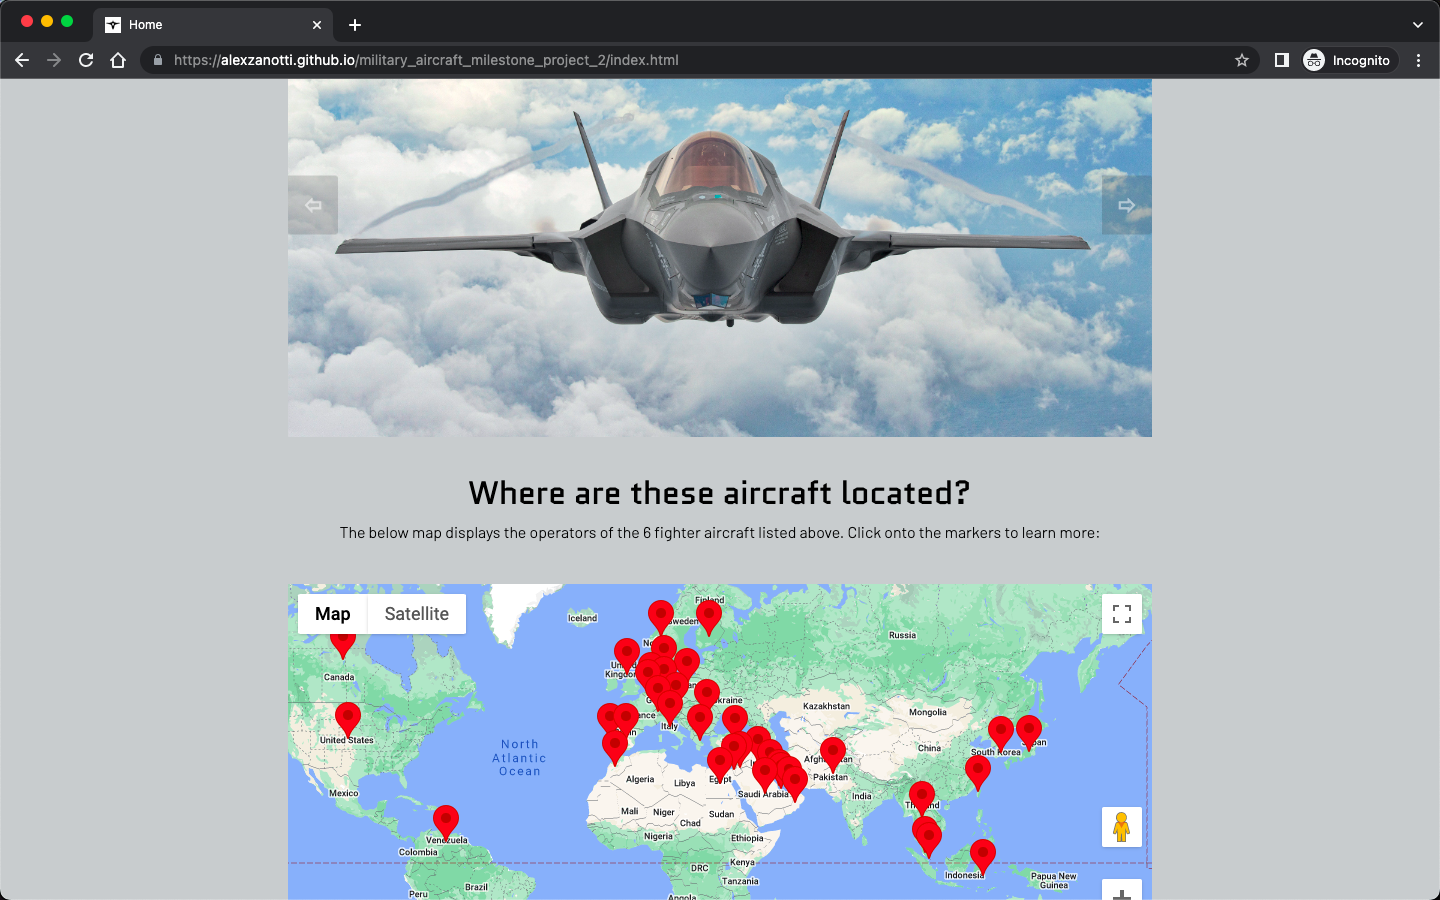 Home
https://alexzanotti.github.io/military_aircraft_milestone_project_2/index.html
Incognito
Where are these aircraft located?
The below map displays the operators of the 6 fighter aircraft listed above. Click onto the markers to learn more:
Map
Satellite
Iceland
Finland
Sweden
Russia
Canada
Kazakhstan
Mongolia
Italy
United States
China
South Korea
North
Atlantic
Ocean
Algeria
Libya
Egypt
Pakistan
Mexico
Saudi Arabia
India
Mali
Niger
Sudan
Chad
Nigeria
Ethiopia
Venezuela
Colombia
DRC
Kenya
Tanzania
Indonesia
Papua New
Guinea
Brazil
Peru
Angola